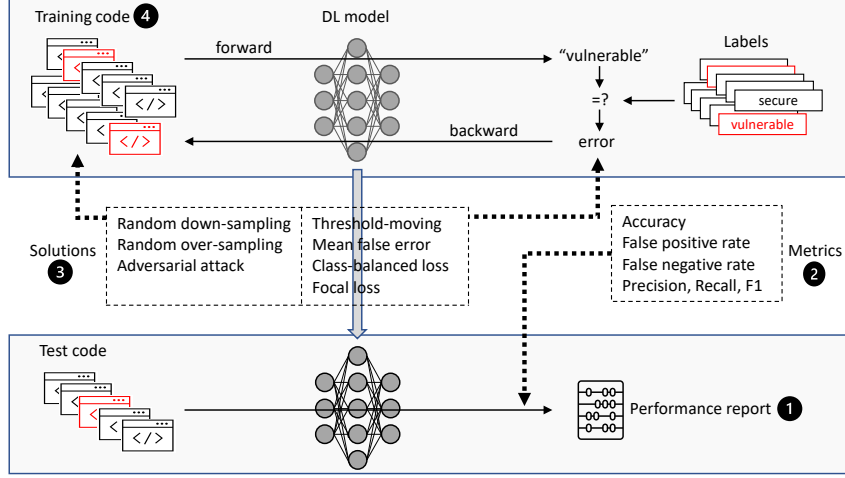 Training code 4
DL model
forward
"vulnerable"
Labels
=?
secure
vulnerable
backward
error
</>
</>
Solutions
3
Random down-sampling
Random over-sampling
Adversarial attack
Threshold-moving
Mean false error
Class-balanced loss
Focal loss
Accuracy
False positive rate
False negative rate
Precision, Recall, F1
Metrics
2
Test code
</>
Performance report 1